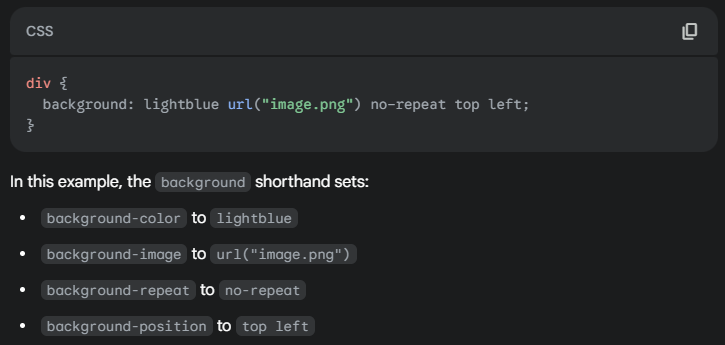 CSS
div {
  background: lightblue url("image.png") no-repeat top left;
}
In this example, the background shorthand sets:
• background-color to lightblue
• background-image to url("image.png")
• background-repeat to no-repeat
• background-position to top left